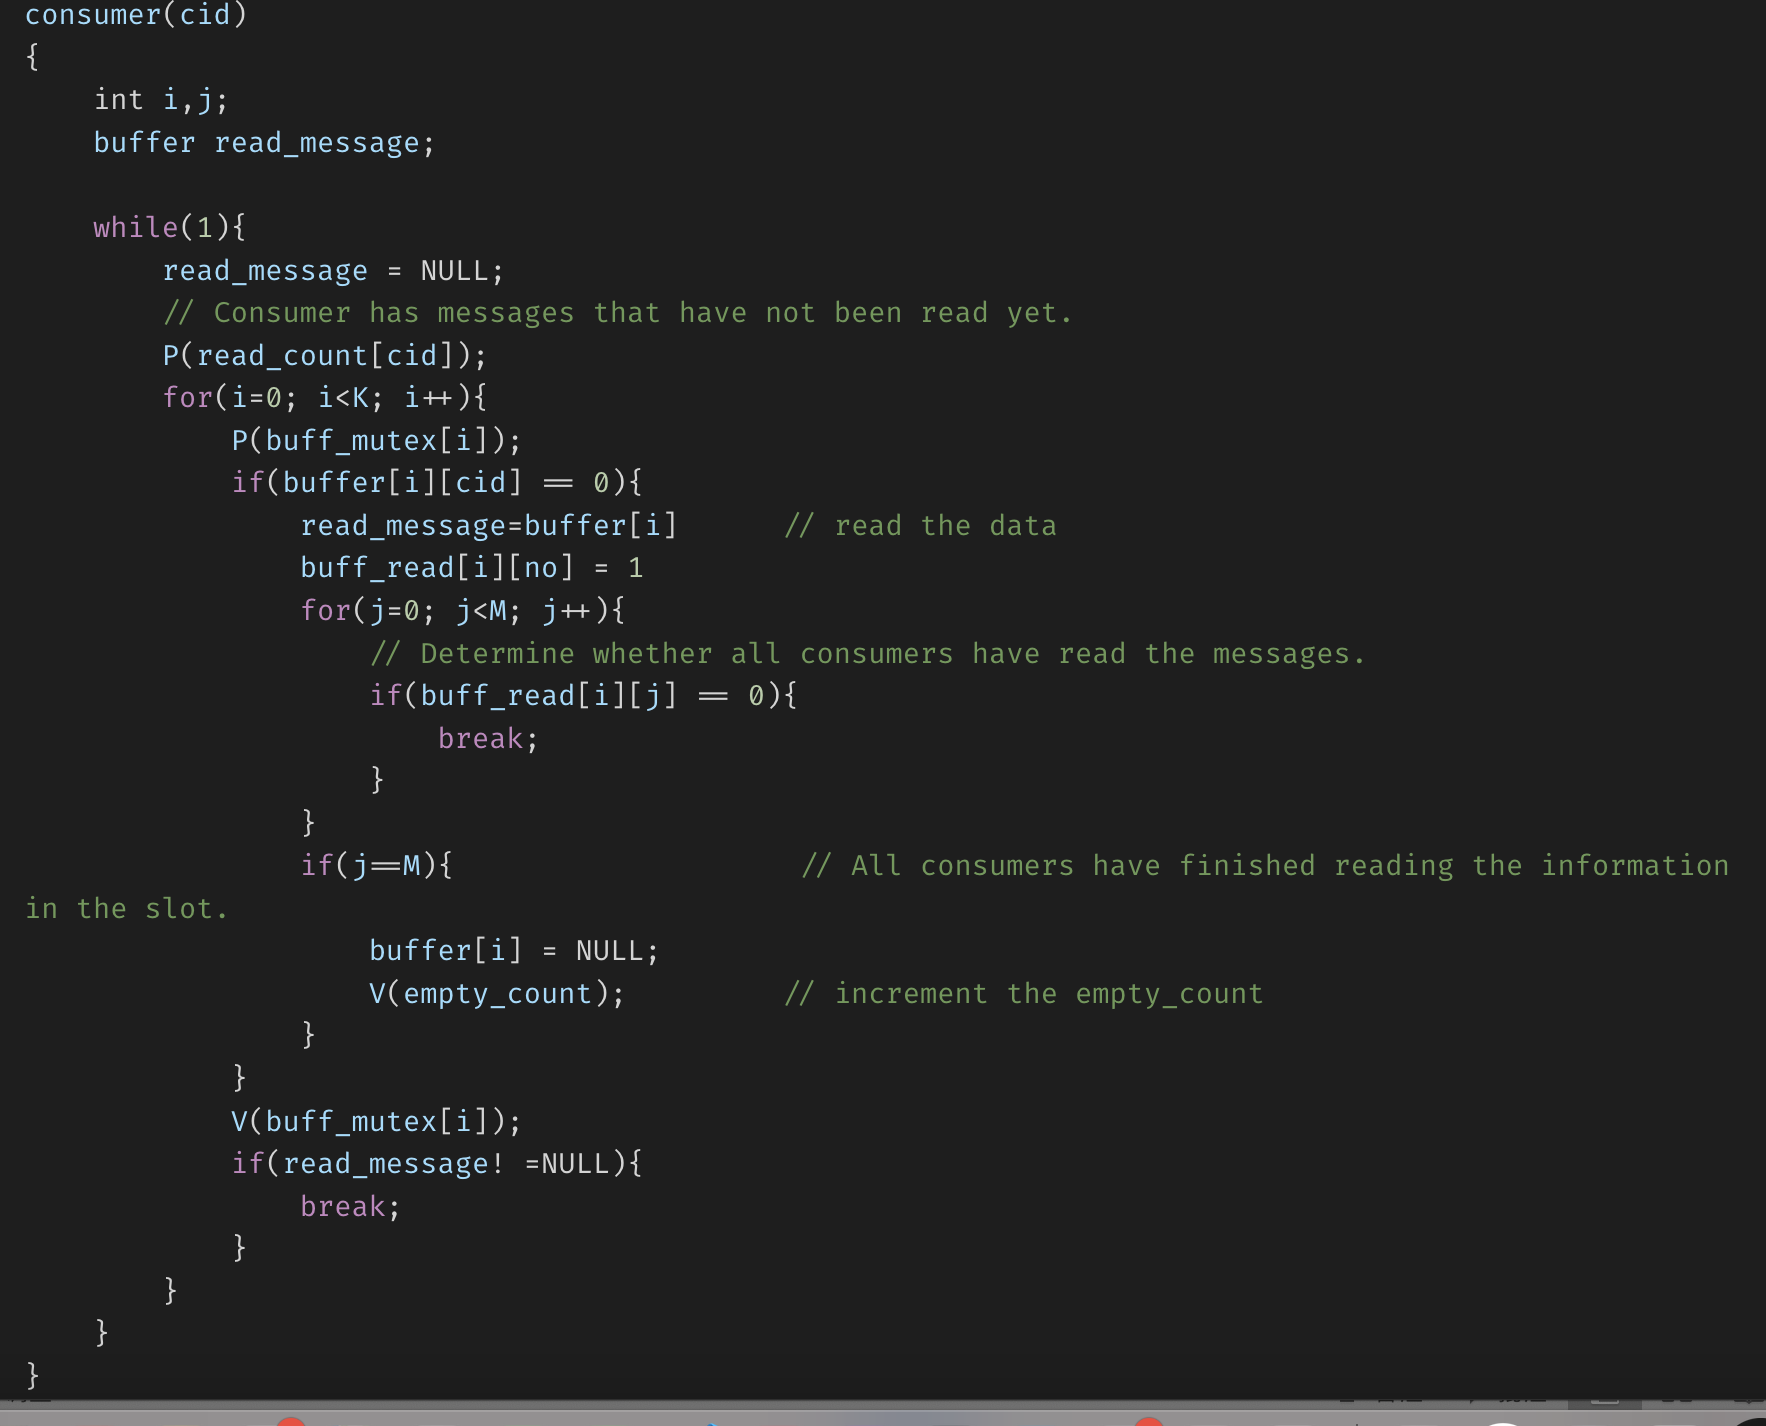 consumer(cid)
{
    int i,j;
    buffer read_message;

    while(1){
        read_message = NULL;
        // Consumer has messages that have not been read yet.
        P(read_count[cid]);
        for(i=0; i<K; i++){
            P(buff_mutex[i]);
            if(buffer[i][cid] == 0){
                read_message=buffer[i]      // read the data
                buff_read[i][no] = 1
                for(j=0; j<M; j++){
                    // Determine whether all consumers have read the messages.
                    if(buff_read[i][j] == 0){
                        break;
                    }
                }
                if(j==M){                    // All consumers have finished reading the information
in the slot.
                    buffer[i] = NULL;
                    V(empty_count);         // increment the empty_count
                }
            }
            V(buff_mutex[i]);
            if(read_message! =NULL){
                break;
            }
        }
    }
}